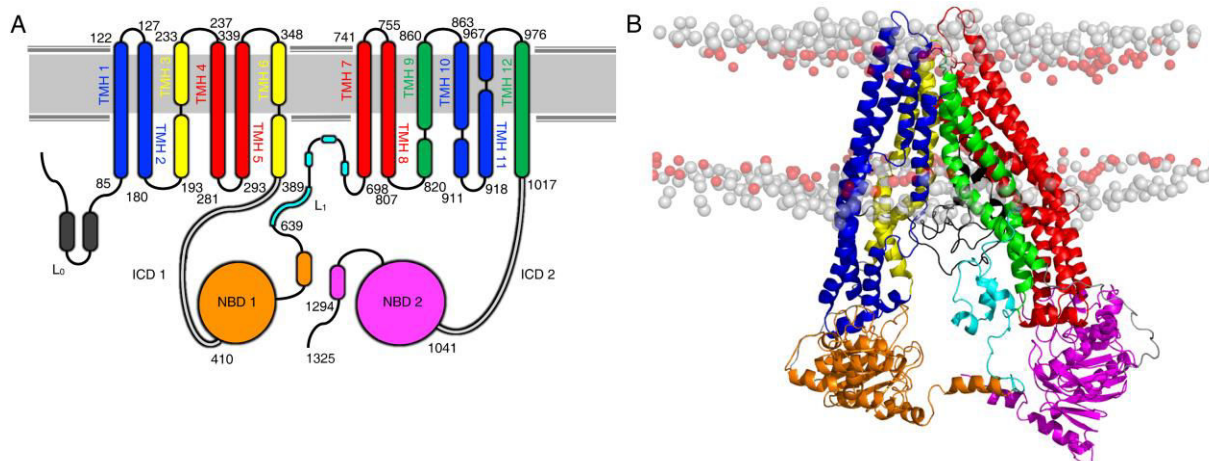 A
B
122
127
233
237
339
348
741
755
860
863
967
976
TMH 1
TMH 2
TMH 3
TMH 4
TMH 5
TMH 6
TMH 7
TMH 8
TMH 9
TMH 10
TMH 11
TMH 12
85
180
193
281
293
389
698
807
820
911
918
1017
L0
L1
639
ICD 1
ICD 2
NBD 1
NBD 2
410
1294
1325
1041